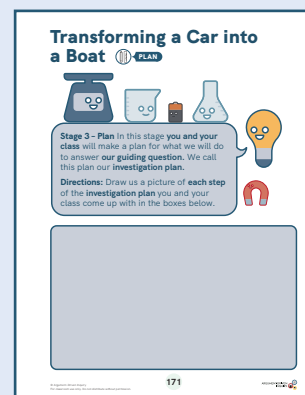 Transforming a Car into
a Boat
PLAN
Stage 3 – Plan In this stage you and your
class will make a plan for what we will do
to answer our guiding question. We call
this plan our investigation plan.
Directions: Draw us a picture of each step
of the investigation plan you and your
class come up with in the boxes below.
171